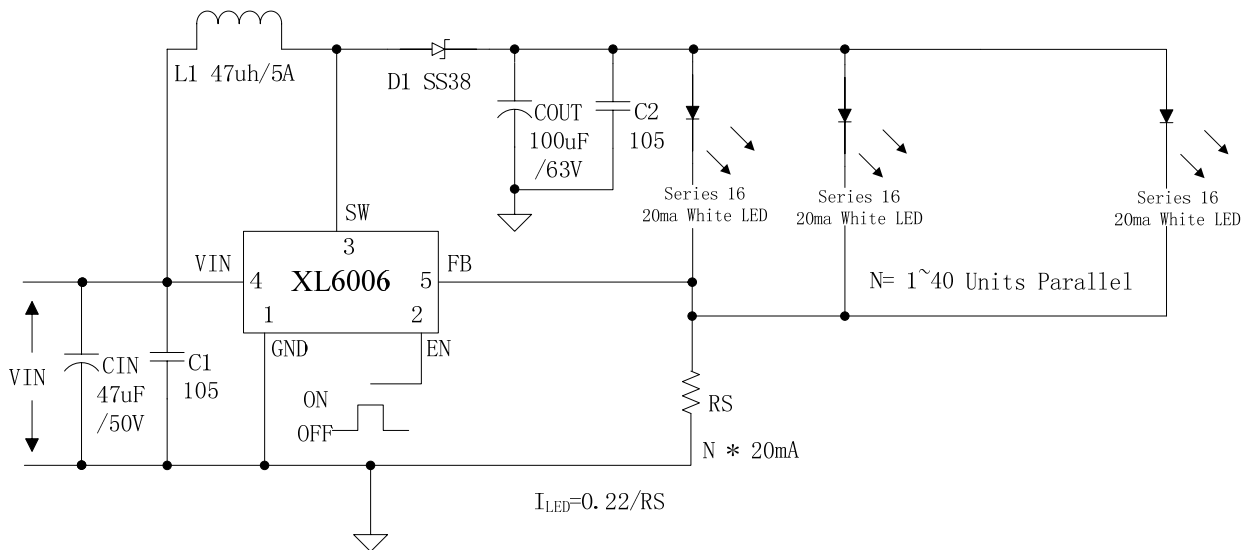 L1 47uh/5A
D1 SS38
COUT
100uF
/63V
C2
105
Series 16
20ma White LED
Series 16
20ma White LED
Series 16
20ma White LED
SW
3
VIN
4
XL6006
5
FB
1
2
GND
EN
N= 1~40 Units Parallel
VIN
CIN
47uF
/50V
C1
105
ON
OFF
RS
N * 20mA
I_LED=0.22/RS